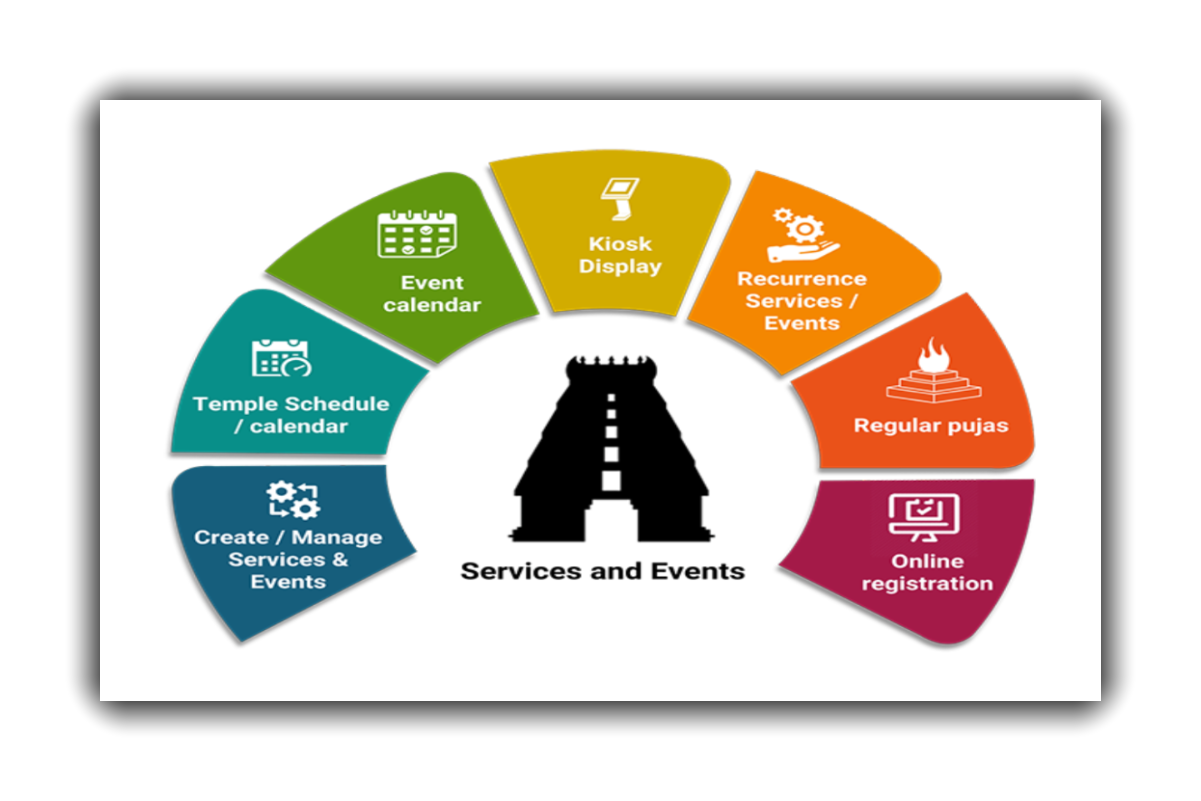 Kiosk
Display
Event
calendar
Recurrence
Services /
Events
Temple Schedule
/ calendar
Regular pujas
Create / Manage
Services &
Events
Online
registration
Services and Events